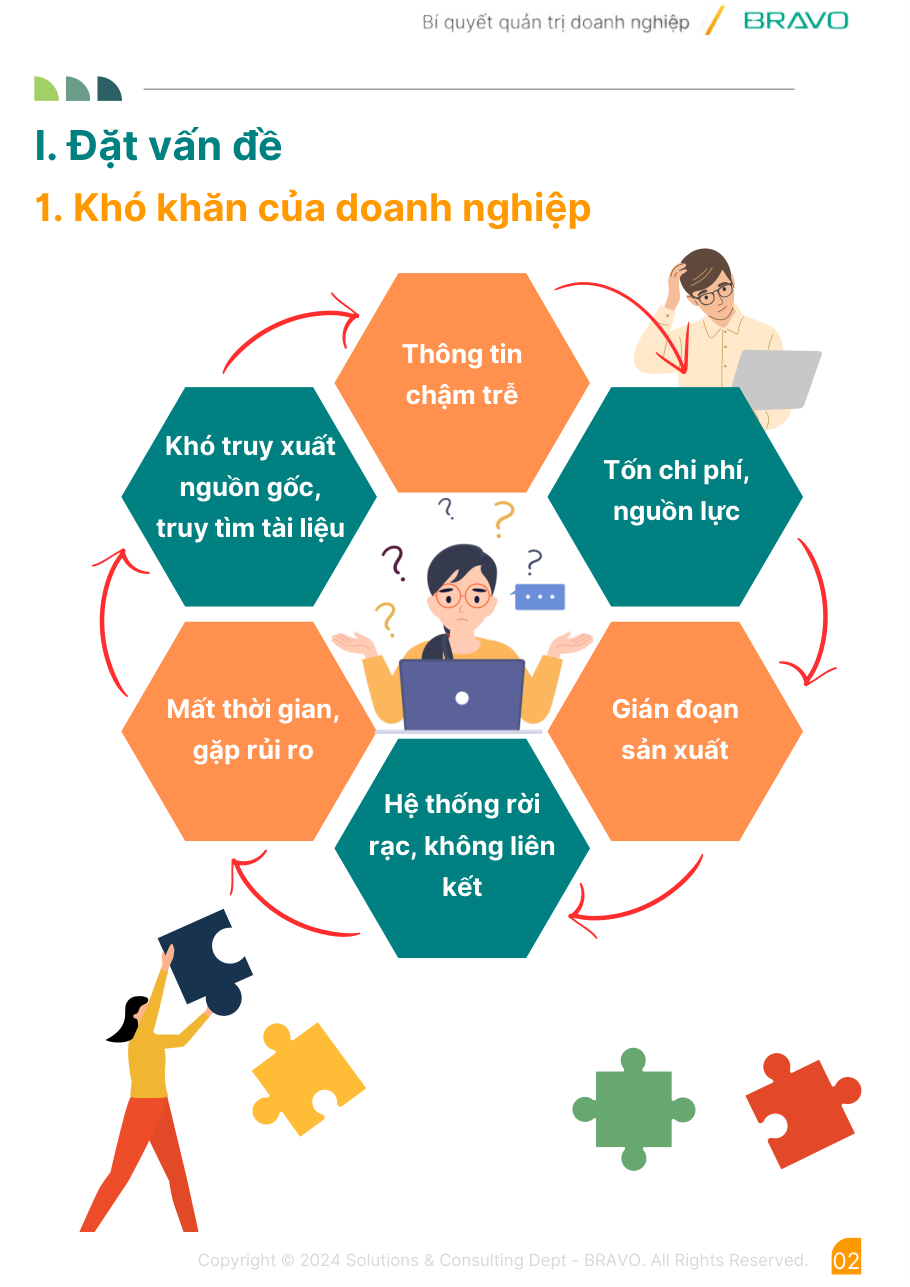 Bí quyết quản trị doanh nghiệp
BRAVO
I. Đặt vấn đề
1. Khó khăn của doanh nghiệp
Thông tin
chậm trễ
Tốn chi phí,
nguồn lực
Gián đoạn
sản xuất
Hệ thống rời
rạc, không liên
kết
Mất thời gian,
gặp rủi ro
Khó truy xuất
nguồn gốc,
truy tìm tài liệu
? ? ? ? ?
Copyright © 2024 Solutions & Consulting Dept - BRAVO. All Rights Reserved.
02